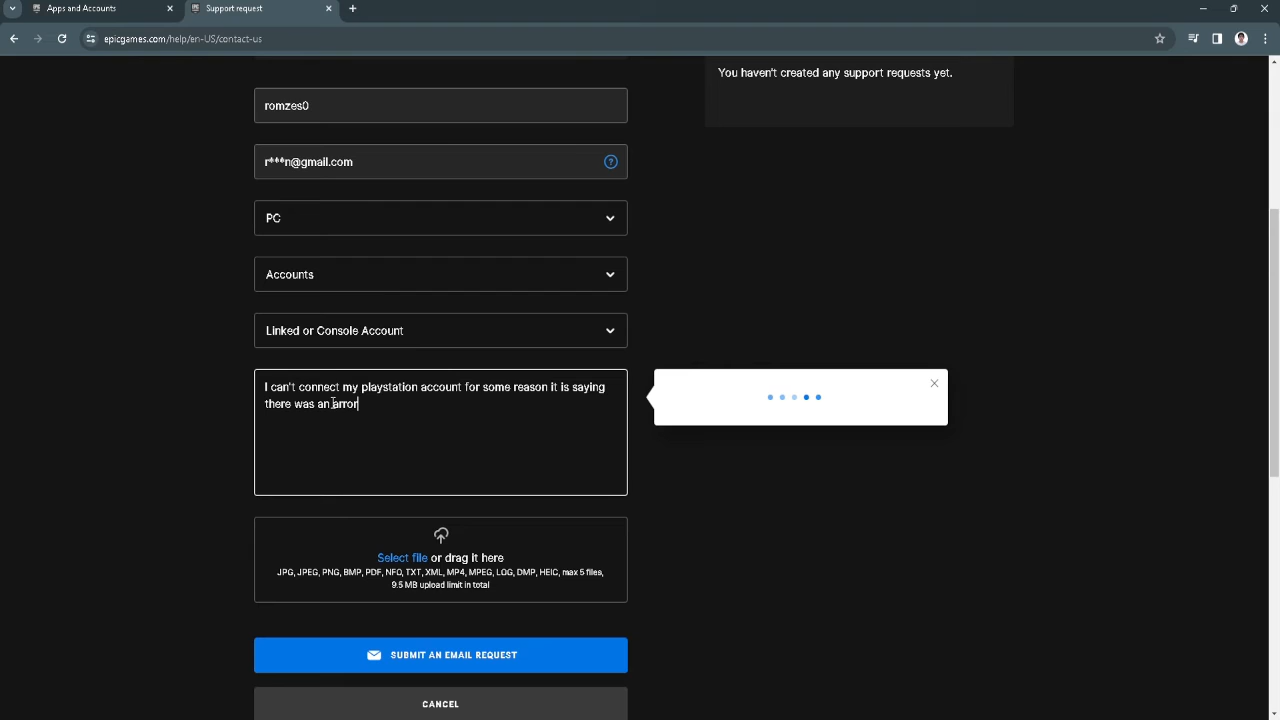 Apps and Accounts
Support request
epicgames.com/help/en-US/contact-us
You haven't created any support requests yet.
romzes0
r***n@gmail.com
?
PC
Accounts
Linked or Console Account
I can't connect my playstation account for some reason it is saying
there was an arror
Select file or drag it here
JPG, JPEG, PNG, BMP, PDF, NFO, TXT, XML, MP4, MPEG, LOG, DMP, HEIC, max 5 files,
9.5 MB upload limit in total
SUBMIT AN EMAIL REQUEST
CANCEL